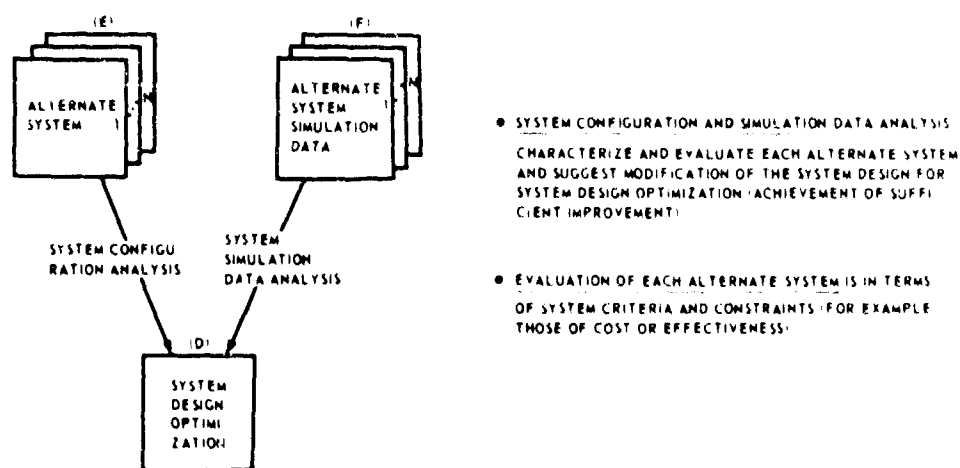 (E)
ALTERNATE
SYSTEM 1
N
(F)
ALTERNATE
SYSTEM 1
SIMULATION
DATA
N
SYSTEM CONFIGU
RATION ANALYSIS
SYSTEM
SIMULATION
DATA ANALYSIS
(D)
SYSTEM
DESIGN
OPTIMI
ZATION
● SYSTEM CONFIGURATION AND SIMULATION DATA ANALYSIS
CHARACTERIZE AND EVALUATE EACH ALTERNATE SYSTEM
AND SUGGEST MODIFICATION OF THE SYSTEM DESIGN FOR
SYSTEM DESIGN OPTIMIZATION (ACHIEVEMENT OF SUFFI
CIENT IMPROVEMENT)
● EVALUATION OF EACH ALTERNATE SYSTEM IS IN TERMS
OF SYSTEM CRITERIA AND CONSTRAINTS (FOR EXAMPLE
THOSE OF COST OR EFFECTIVENESS)